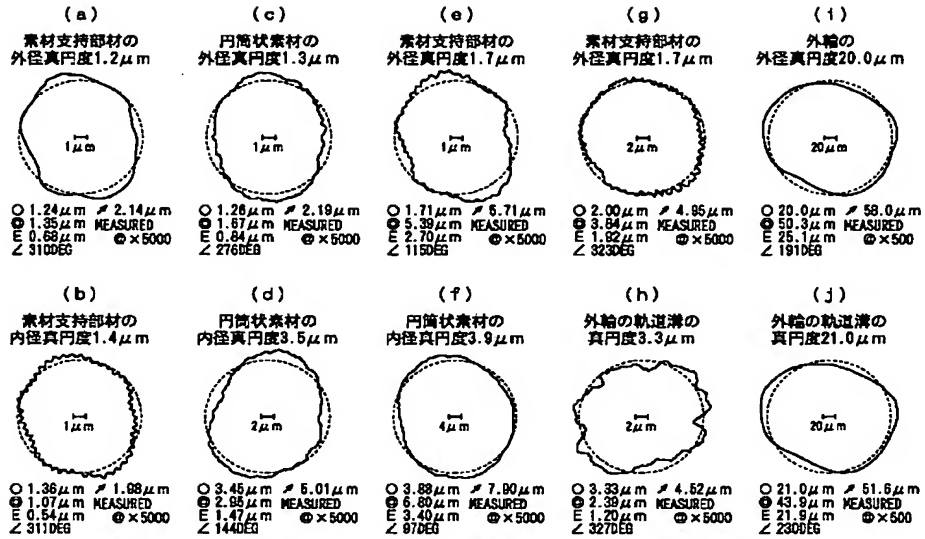 (a)
素材支持部材の
外径真円度1.2μm
1μm
○ 1.24μm ↗ 2.14μm
◎ 1.35μm MEASURED
E 0.68μm @×5000
∠ 310DEG
(c)
円筒状素材の
外径真円度1.3μm
1μm
○ 1.26μm ↗ 2.19μm
◎ 1.67μm MEASURED
E 0.84μm @×5000
∠ 276DEG
(e)
素材支持部材の
外径真円度1.7μm
1μm
○ 1.71μm ↗ 5.71μm
◎ 5.39μm MEASURED
E 2.70μm @×5000
∠ 115DEG
(g)
素材支持部材の
外径真円度1.7μm
2μm
○ 2.00μm ↗ 4.95μm
◎ 3.84μm MEASURED
E 1.92μm @×5000
∠ 323DEG
(i)
外輪の
外径真円度20.0μm
20μm
○ 20.0μm ↗ 58.0μm
◎ 50.3μm MEASURED
E 25.1μm @×500
∠ 191DEG
(b)
素材支持部材の
内径真円度1.4μm
1μm
○ 1.36μm ↗ 1.98μm
◎ 1.07μm MEASURED
E 0.54μm @×5000
∠ 311DEG
(d)
円筒状素材の
内径真円度3.5μm
2μm
○ 3.45μm ↗ 5.01μm
◎ 2.95μm MEASURED
E 1.47μm @×5000
∠ 144DEG
(f)
円筒状素材の
内径真円度3.9μm
4μm
○ 3.88μm ↗ 7.90μm
◎ 6.80μm MEASURED
E 3.40μm @×5000
∠ 97DEG
(h)
外輪の軌道溝の
真円度3.3μm
2μm
○ 3.33μm ↗ 4.52μm
◎ 2.39μm MEASURED
E 1.20μm @×5000
∠ 327DEG
(j)
外輪の軌道溝の
真円度21.0μm
20μm
○ 21.0μm ↗ 51.6μm
◎ 43.9μm MEASURED
E 21.9μm @×500
∠ 230DEG